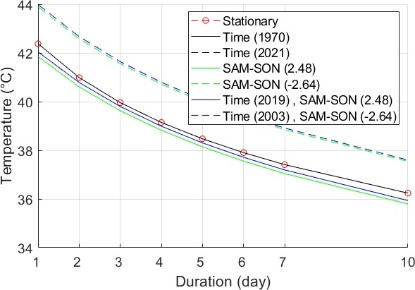 44
42
40
38
36
34
Temperature (°C)
Stationary
Time (1970)
Time (2021)
SAM-SON (2.48)
SAM-SON (-2.64)
Time (2019) , SAM-SON (2.48)
Time (2003) , SAM-SON (-2.64)
1 2 3 4 5 6 7 10
Duration (day)